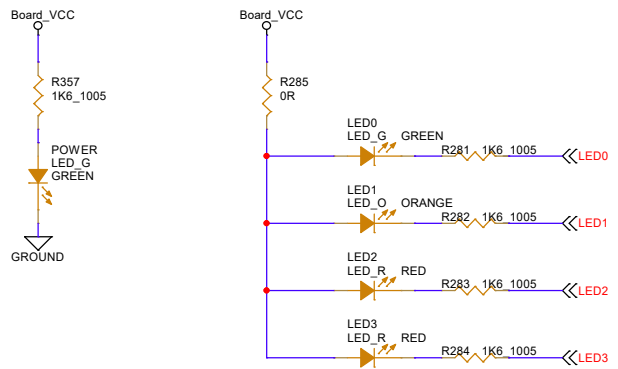 Board_VCC
R357
1K6_1005
POWER
LED_G
GREEN
GROUND
Board_VCC
R285
0R
LED0
LED_G GREEN
R281 1K6_1005
LED0
LED1
LED_O ORANGE
R282 1K6_1005
LED1
LED2
LED_R RED
R283 1K6_1005
LED2
LED3
LED_R RED
R284 1K6_1005
LED3